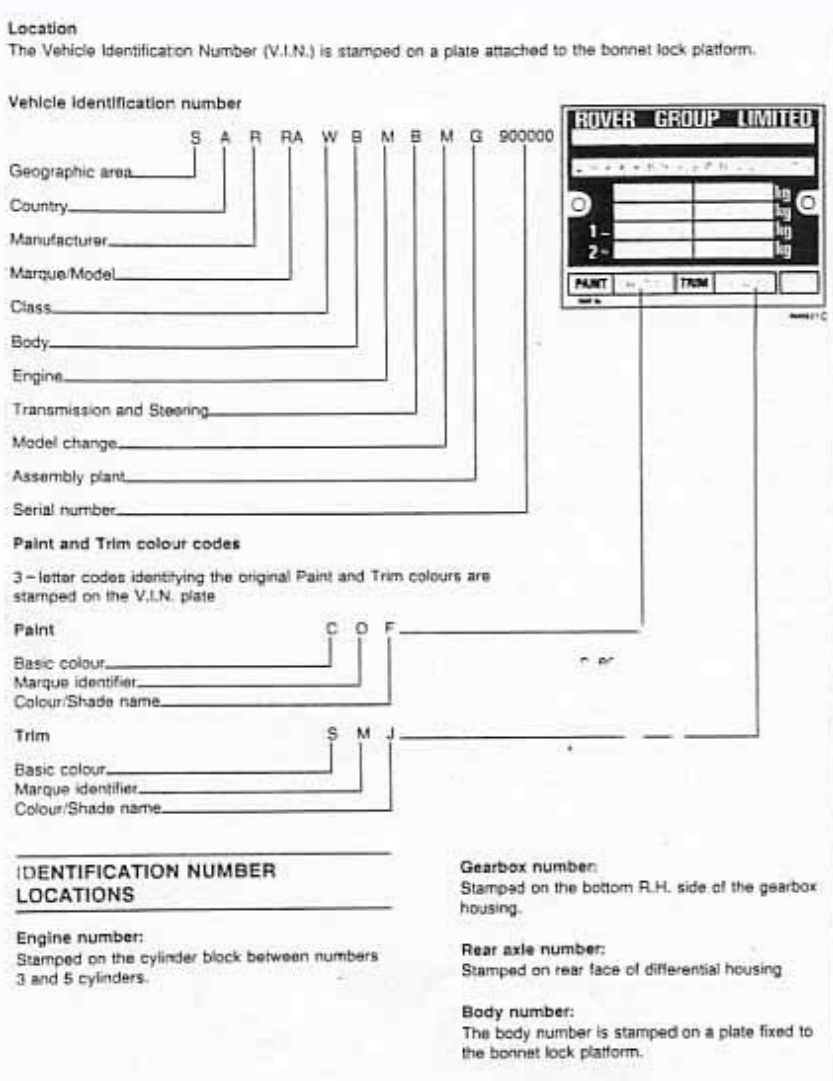 Location
The Vehicle Identification Number (V.I.N.) is stamped on a plate attached to the bonnet lock platform.
Vehicle identification number
S A R RA W B M B M G 900000
Geographic area
Country
Manufacturer
Marque/Model
Class
Body
Engine
Transmission and Steering
Model change
Assembly plant
Serial number
ROVER GROUP LIMITED
kg
kg
1 - kg
2 - kg
PAINT TRIM
Paint and Trim colour codes
3-letter codes identifying the original Paint and Trim colours are
stamped on the V.I.N. plate
Paint C O F
Basic colour
Marque identifier
Colour/Shade name
Trim S M J
Basic colour
Marque identifier
Colour/Shade name
IDENTIFICATION NUMBER
LOCATIONS
Engine number:
Stamped on the cylinder block between numbers
3 and 5 cylinders.
Gearbox number:
Stamped on the bottom R.H. side of the gearbox
housing.
Rear axle number:
Stamped on rear face of differential housing
Body number:
The body number is stamped on a plate fixed to
the bonnet lock platform.